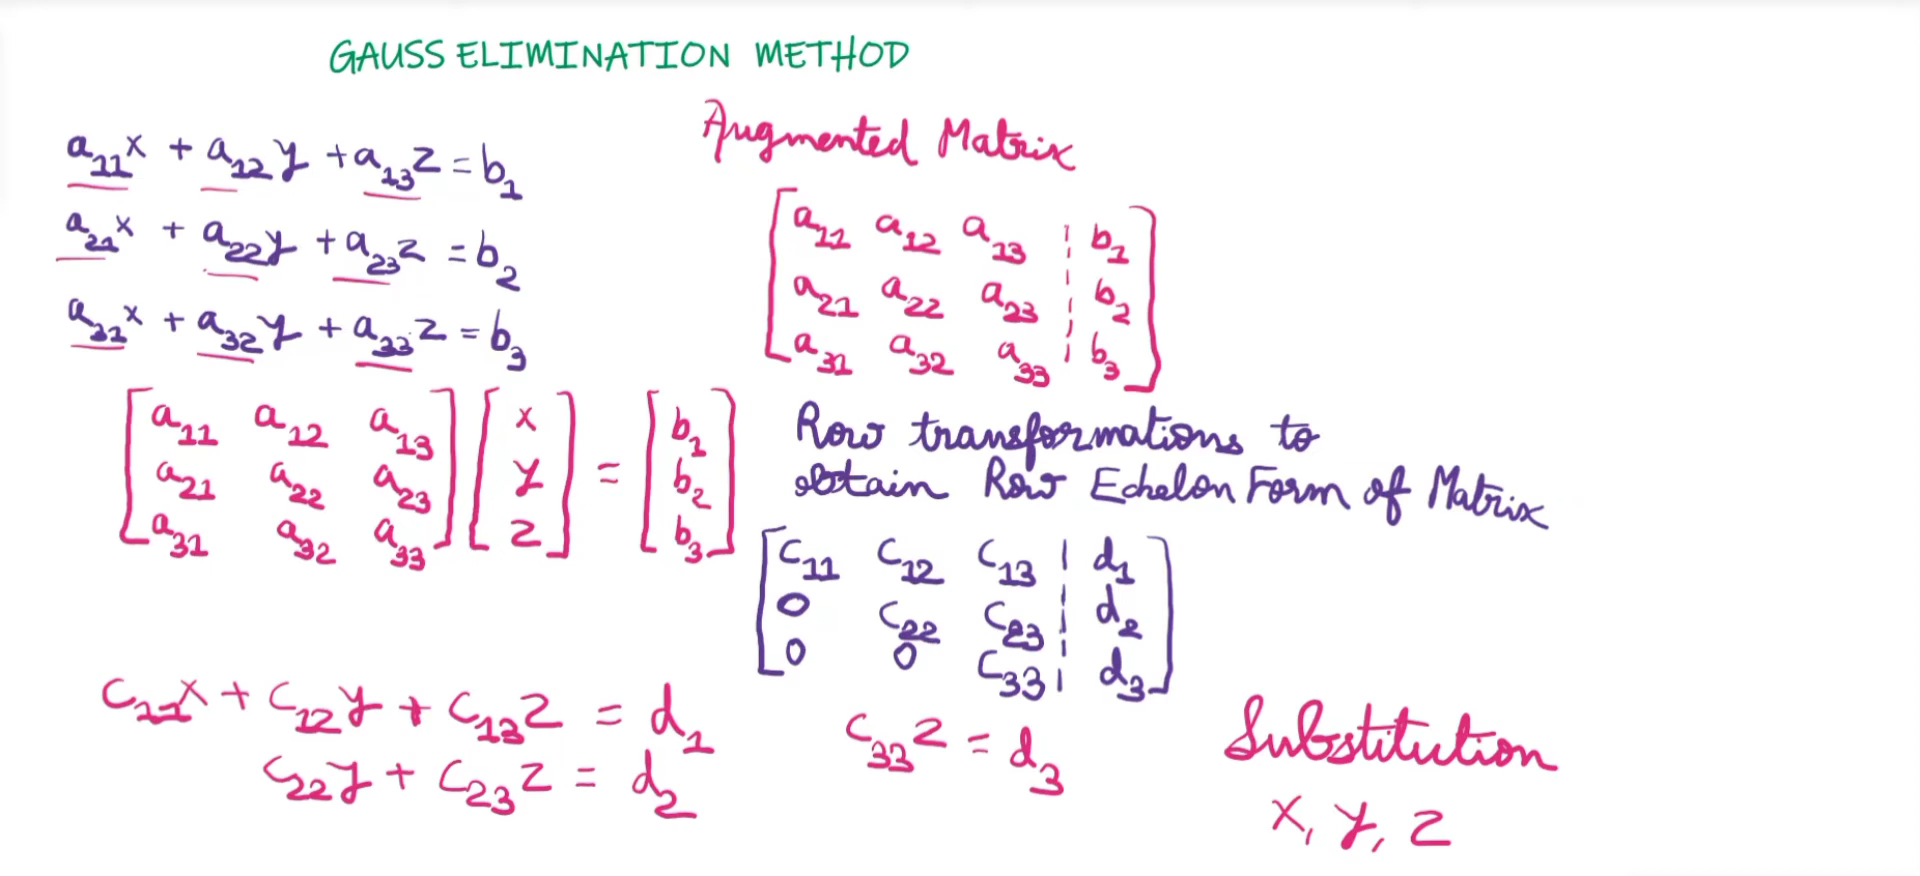 GAUSS ELIMINATION METHOD
a₁₁x + a₁₂y + a₁₃z = b₁
a₂₁x + a₂₂y + a₂₃z = b₂
a₃₁x + a₃₂y + a₃₃z = b₃
[a₁₁ a₁₂ a₁₃] [x] = [b₁]
[a₂₁ a₂₂ a₂₃] [y] [b₂]
[a₃₁ a₃₂ a₃₃] [z] [b₃]
Augmented Matrix
[a₁₁ a₁₂ a₁₃ | b₁]
[a₂₁ a₂₂ a₂₃ | b₂]
[a₃₁ a₃₂ a₃₃ | b₃]
Row transformations to
obtain Row Echelon Form of Matrix
[c₁₁ c₁₂ c₁₃ | d₁]
[0 c₂₂ c₂₃ | d₂]
[0 0 c₃₃ | d₃]
c₁₁x + c₁₂y + c₁₃z = d₁
c₂₂y + c₂₃z = d₂
c₃₃z = d₃
Substitution
x, y, z